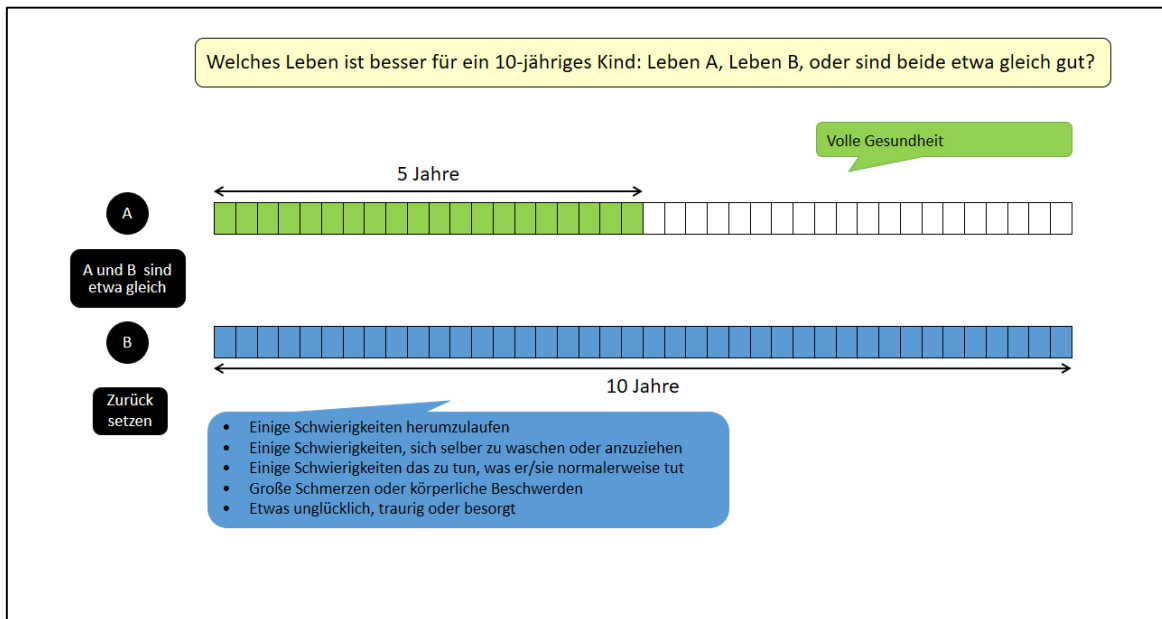 Welches Leben ist besser für ein 10-jähriges Kind: Leben A, Leben B, oder sind beide etwa gleich gut?
Volle Gesundheit
5 Jahre
A
A und B sind
etwa gleich
B
10 Jahre
Zurück
setzen
• Einige Schwierigkeiten herumzulaufen
• Einige Schwierigkeiten, sich selber zu waschen oder anzuziehen
• Einige Schwierigkeiten das zu tun, was er/sie normalerweise tut
• Große Schmerzen oder körperliche Beschwerden
• Etwas unglücklich, traurig oder besorgt